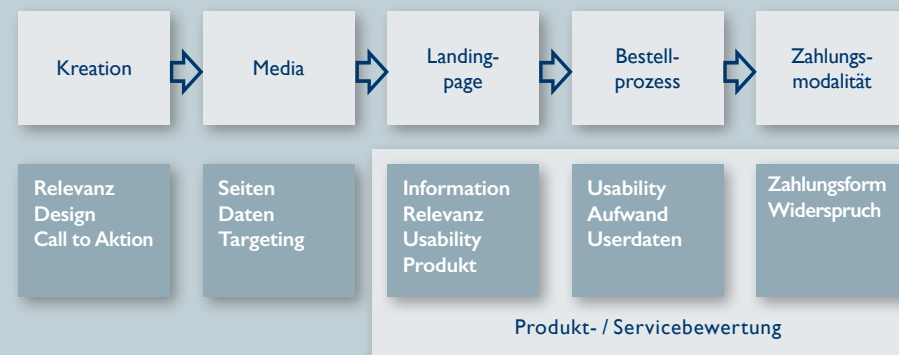 Kreation
Media
Landing-
page
Bestell-
prozess
Zahlungs-
modalität
Relevanz
Design
Call to Aktion
Seiten
Daten
Targeting
Information
Relevanz
Usability
Produkt
Usability
Aufwand
Userdaten
Zahlungsform
Widerspruch
Produkt- / Servicebewertung